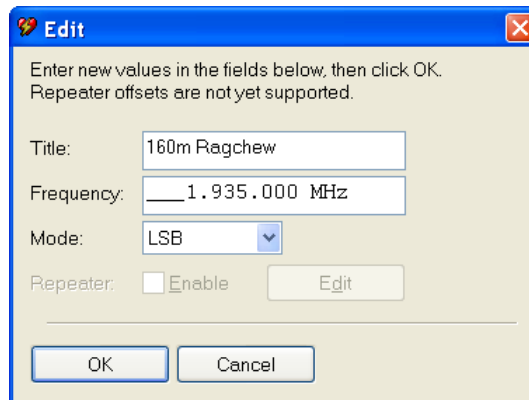 Edit
Enter new values in the fields below, then click OK.
Repeater offsets are not yet supported.
Title: 160m Ragchew
Frequency: ___1.935.000 MHz
Mode: LSB
Repeater: Enable Edit
OK Cancel